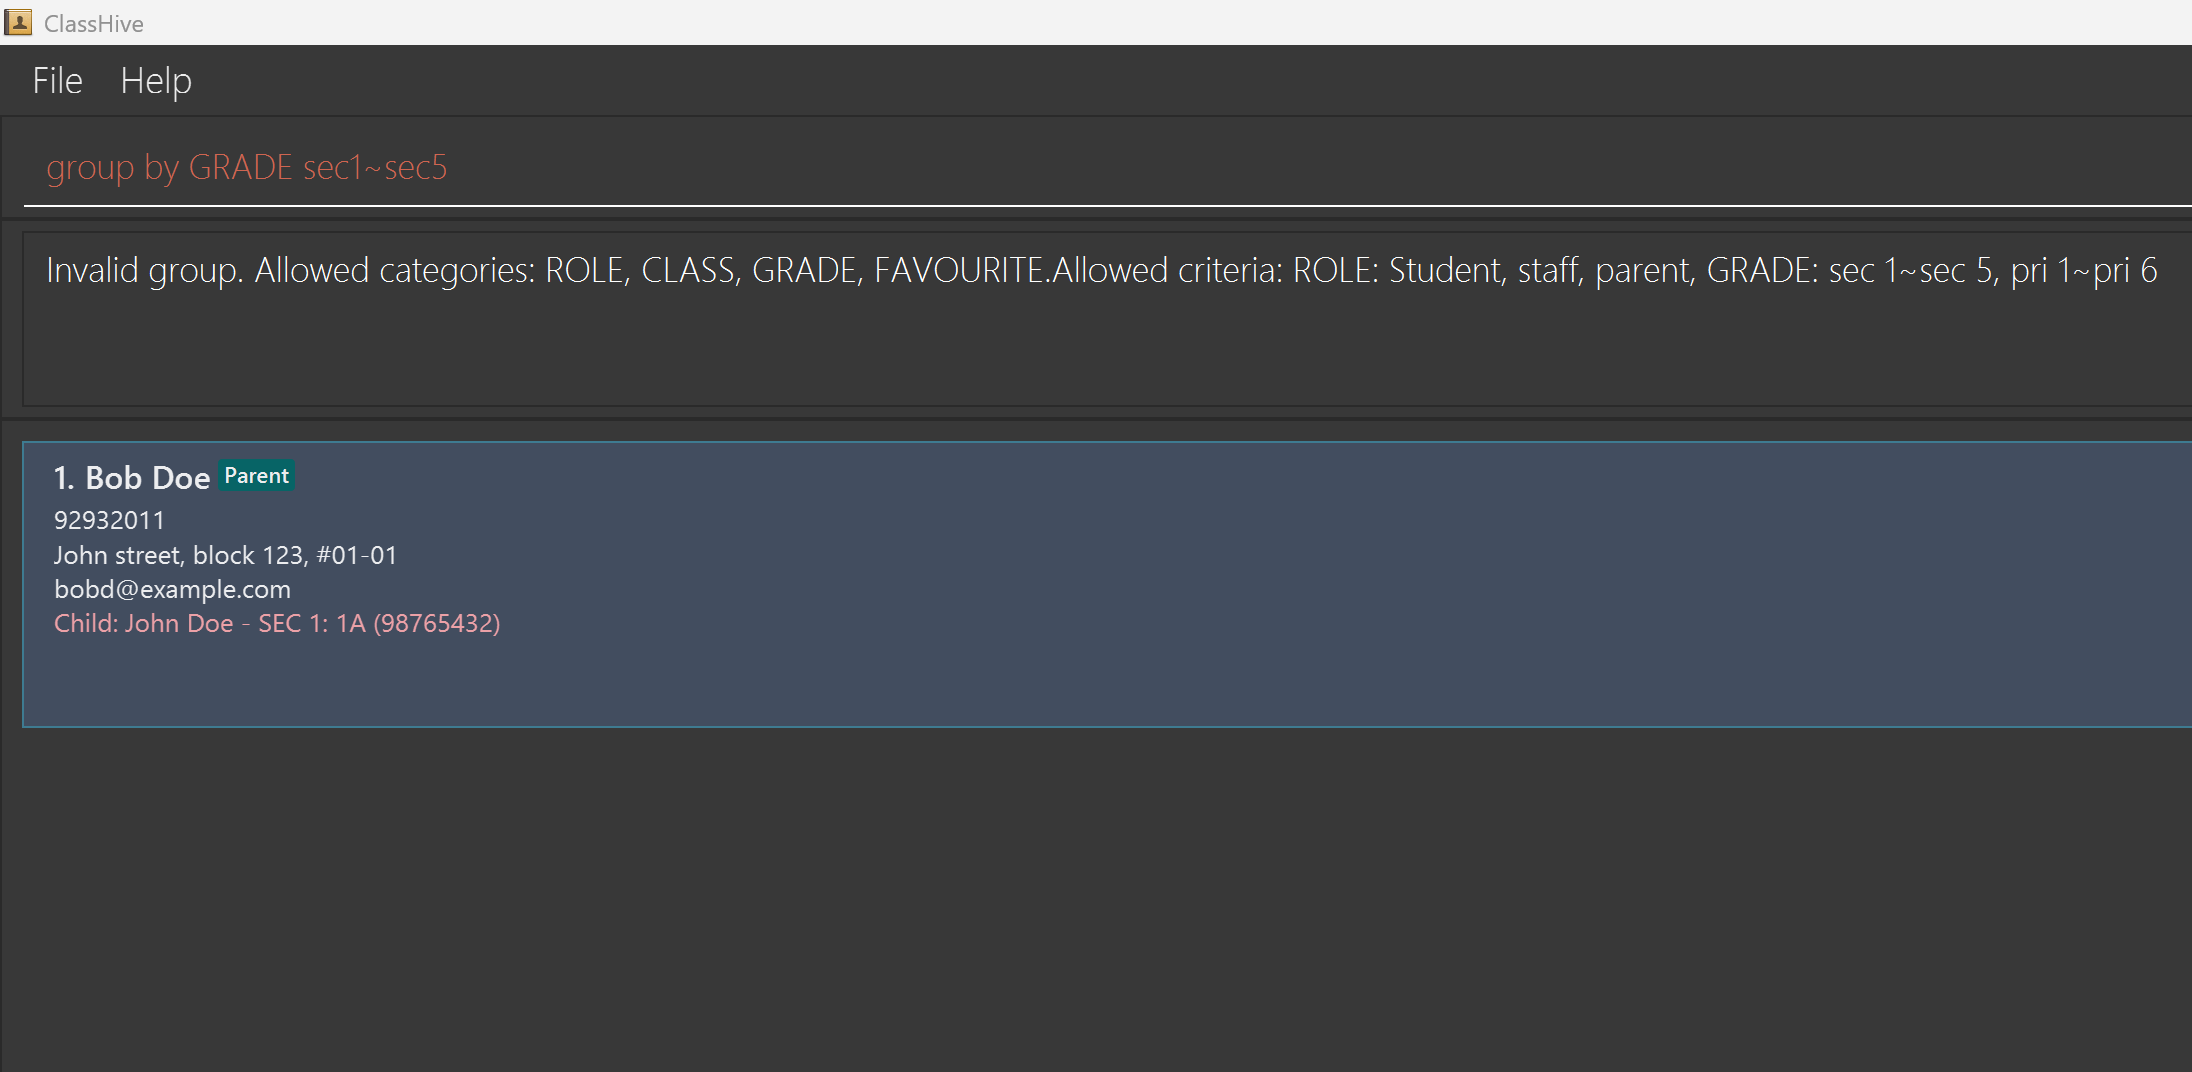 ClassHive
File Help
group by GRADE sec1~sec5
Invalid group. Allowed categories: ROLE, CLASS, GRADE, FAVOURITE.Allowed criteria: ROLE: Student, staff, parent, GRADE: sec 1~sec 5, pri 1~pri 6
1. Bob Doe Parent
92932011
John street, block 123, #01-01
bobd@example.com
Child: John Doe - SEC 1: 1A (98765432)